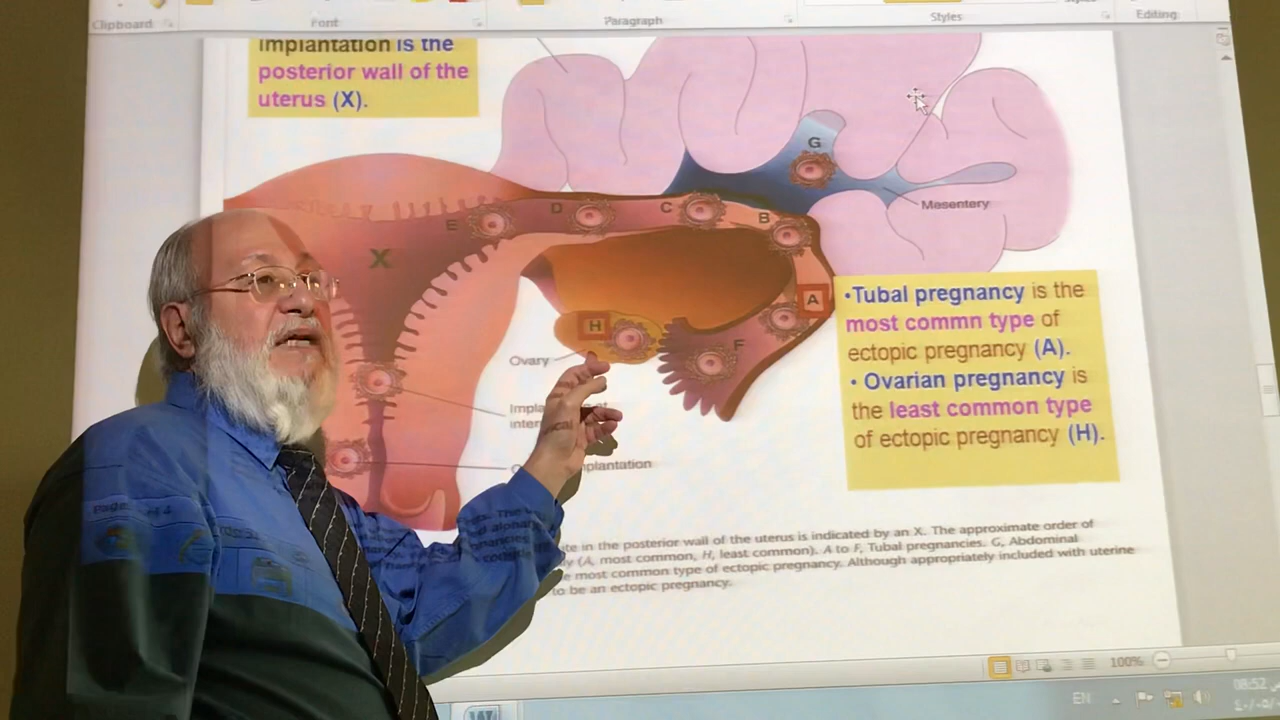 Clipboard
Font
Paragraph
Styles
Editing
Implantation is the
posterior wall of the
uterus (X).
G
Mesentery
E
D
C
B
X
A
H
F
Ovary
mplantation
•Tubal pregnancy is the
most commn type of
ectopic pregnancy (A).
• Ovarian pregnancy is
the least common type
of ectopic pregnancy (H).
in the posterior wall of the uterus is indicated by an X. The approximate order of
(A, most common, H, least common). A to F, Tubal pregnancies. G, Abdominal
most common type of ectopic pregnancy. Although appropriately included with uterine
to be an ectopic pregnancy.
100%
EN
08:52